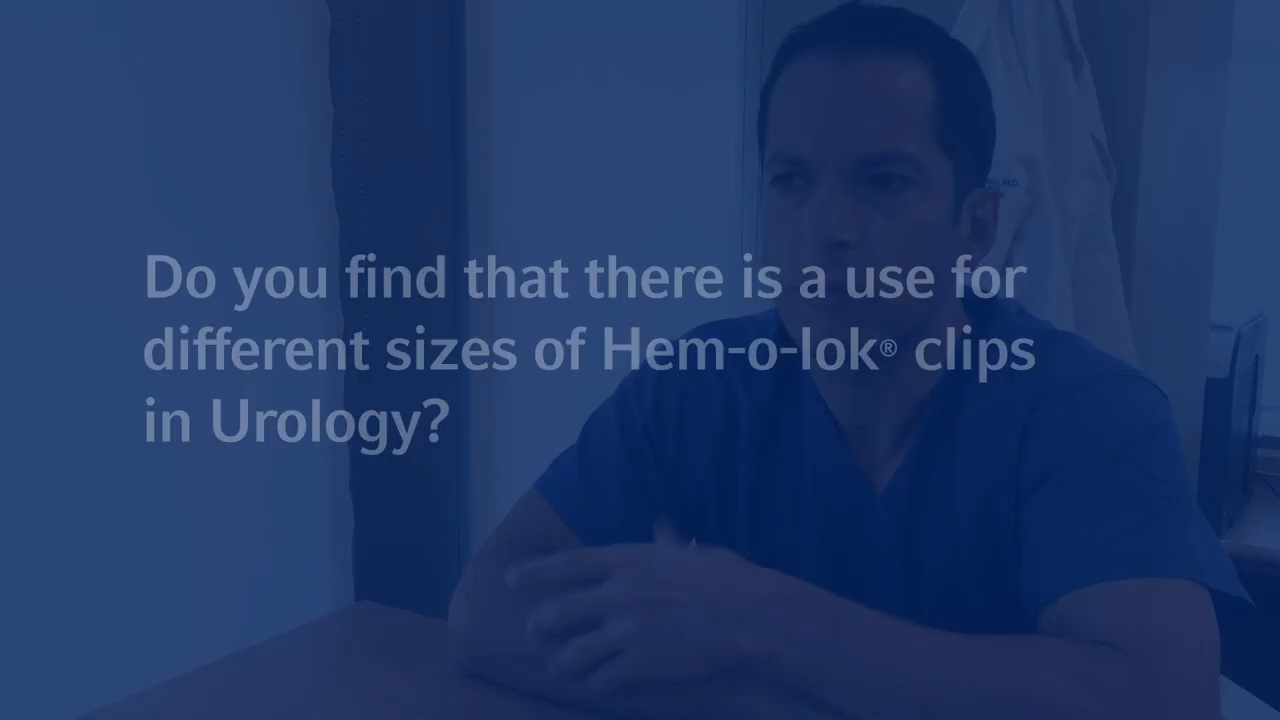 Do you find that there is a use for
different sizes of Hem-o-lok® clips
in Urology?